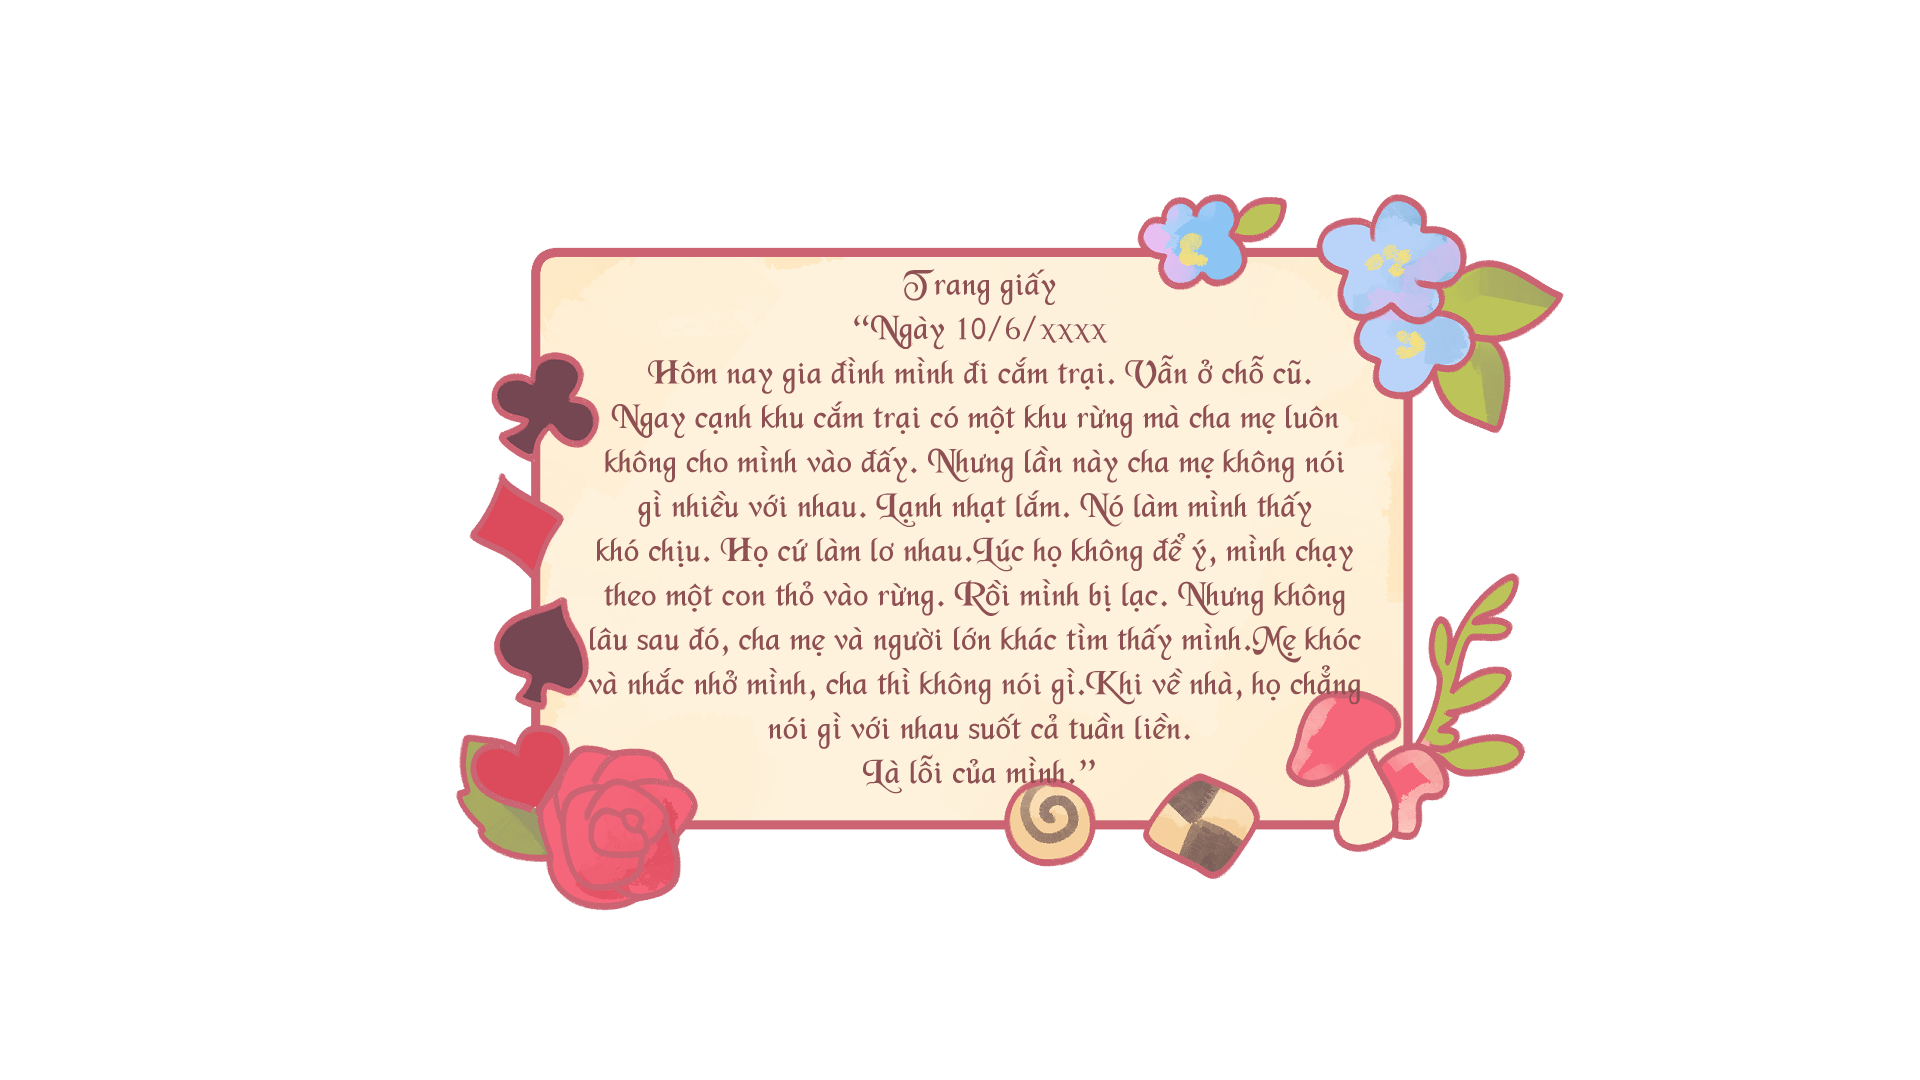 Trang giấy
“Ngày 10/6/xxxx
Hôm nay gia đình mình đi cắm trại. Vẫn ở chỗ cũ.
Ngay cạnh khu cắm trại có một khu rừng mà cha mẹ luôn
không cho mình vào đấy. Nhưng lần này cha mẹ không nói
gì nhiều với nhau. Lạnh nhạt lắm. Nó làm mình thấy
khó chịu. Họ cứ làm lơ nhau.Lúc họ không để ý, mình chạy
theo một con thỏ vào rừng. Rồi mình bị lạc. Nhưng không
lâu sau đó, cha mẹ và người lớn khác tìm thấy mình.Mẹ khóc
và nhắc nhở mình, cha thì không nói gì.Khi về nhà, họ chẳng
nói gì với nhau suốt cả tuần liền.
Là lỗi của mình.”